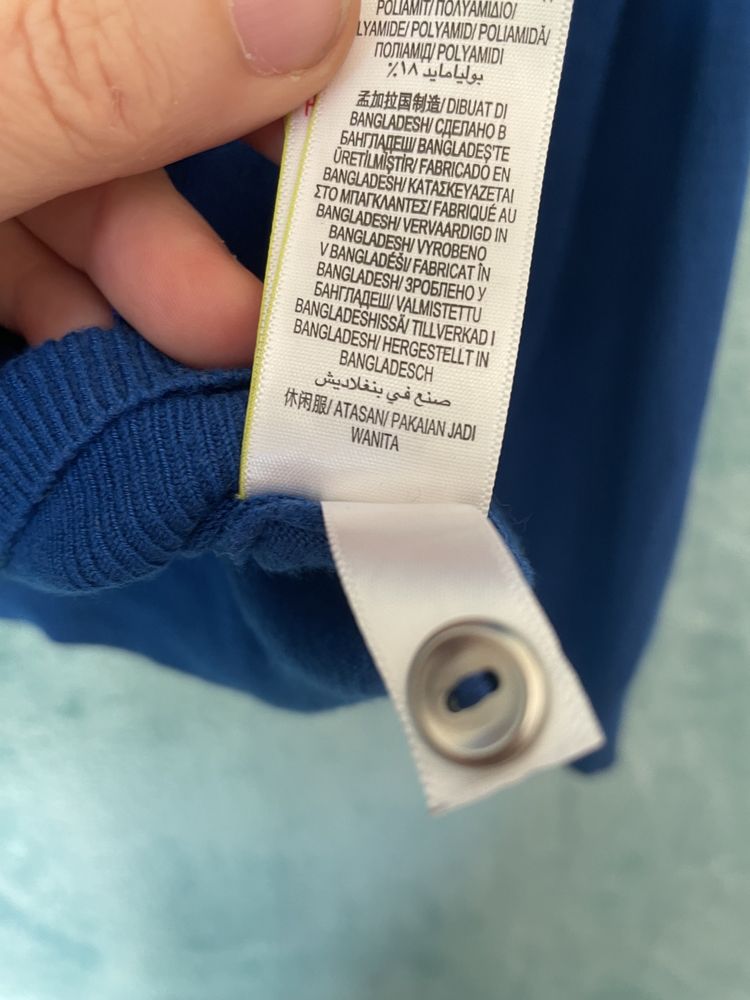 POLIAMIT/ ΠΟΛΥΑΜΙΔΙΟ/
LYAMIDE/ POLYAMID/ POLIAMIDĂ/
ПОЛІАМІД/ POLYAMIDI
بولياميد ١٨٪
孟加拉国制造/ DIBUAT DI
BANGLADESH/ СДЕЛАНО В
БАНГЛАДЕШ/ BANGLADEŞ'TE
ÜRETİLMİŞTİR/ FABRICADO EN
BANGLADESH/ ΚΑΤΑΣΚΕΥΑΖΕΤΑΙ
ΣΤΟ ΜΠΑΓΚΛΑΝΤΕΣ/ FABRIQUÉ AU
BANGLADESH/ VERVAARDIGD IN
BANGLADESH/ VYROBENO
V BANGLADÉŠI/ FABRICAT ÎN
BANGLADESH/ ЗРОБЛЕНО У
БАНГЛАДЕШ/ VALMISTETTU
BANGLADESHISSÄ/ TILLVERKAD I
BANGLADESH/ HERGESTELLT IN
BANGLADESCH
صنع في بنغلاديش
休闲服/ ATASAN/ PAKAIAN JADI
WANITA